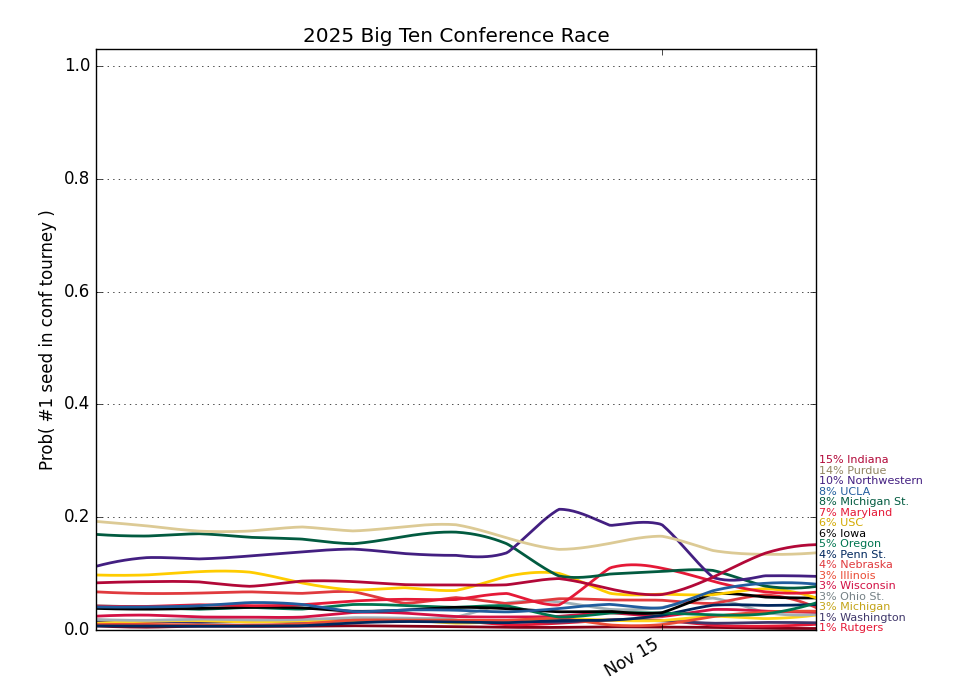 2025 Big Ten Conference Race
Prob( #1 seed in conf tourney )
1.0
0.8
0.6
0.4
0.2
0.0
Nov 15
15% Indiana
14% Purdue
10% Northwestern
8% UCLA
8% Michigan St.
7% Maryland
6% USC
6% Iowa
5% Oregon
4% Penn St.
4% Nebraska
3% Illinois
3% Wisconsin
3% Ohio St.
3% Michigan
1% Washington
1% Rutgers